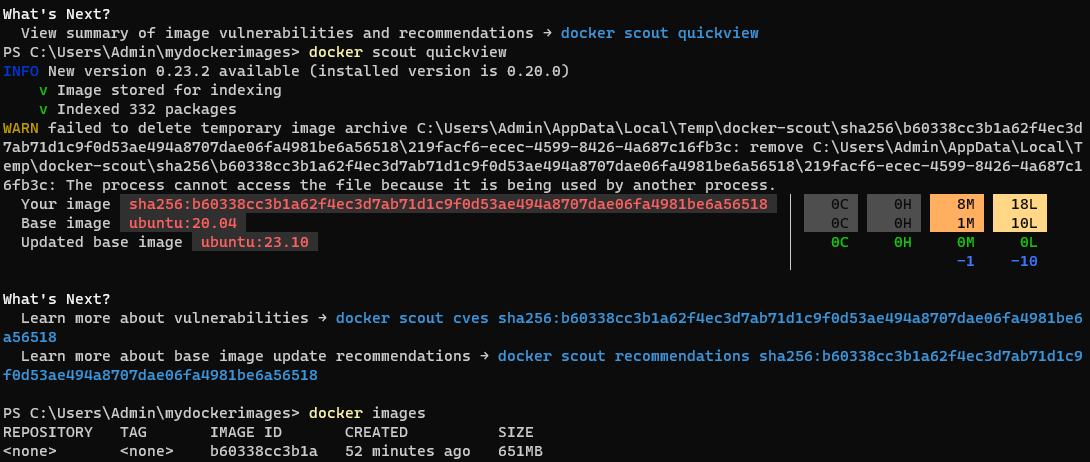 What's Next?
View summary of image vulnerabilities and recommendations → docker scout quickview
PS C:\Users\Admin\mydockerimages> docker scout quickview
INFO New version 0.23.2 available (installed version is 0.20.0)
v Image stored for indexing
v Indexed 332 packages
WARN failed to delete temporary image archive C:\Users\Admin\AppData\Local\Temp\docker-scout\sha256\b60338cc3b1a62f4ec3d
7ab71d1c9f0d53ae494a8707dae06fa4981be6a56518\219facf6-ecec-4599-8426-4a687c16fb3c: remove C:\Users\Admin\AppData\Local\T
emp\docker-scout\sha256\b60338cc3b1a62f4ec3d7ab71d1c9f0d53ae494a8707dae06fa4981be6a56518\219facf6-ecec-4599-8426-4a687c1
6fb3c: The process cannot access the file because it is being used by another process.
Your image sha256:b60338cc3b1a62f4ec3d7ab71d1c9f0d53ae494a8707dae06fa4981be6a56518 0C 0H 8M 18L
Base image ubuntu:20.04 0C 0H 1M 10L
Updated base image ubuntu:23.10 0C 0H 0M 0L
-1 -10
What's Next?
Learn more about vulnerabilities → docker scout cves sha256:b60338cc3b1a62f4ec3d7ab71d1c9f0d53ae494a8707dae06fa4981be6
a56518
Learn more about base image update recommendations → docker scout recommendations sha256:b60338cc3b1a62f4ec3d7ab71d1c9
f0d53ae494a8707dae06fa4981be6a56518
PS C:\Users\Admin\mydockerimages> docker images
REPOSITORY TAG IMAGE ID CREATED SIZE
<none> <none> b60338cc3b1a 52 minutes ago 651MB